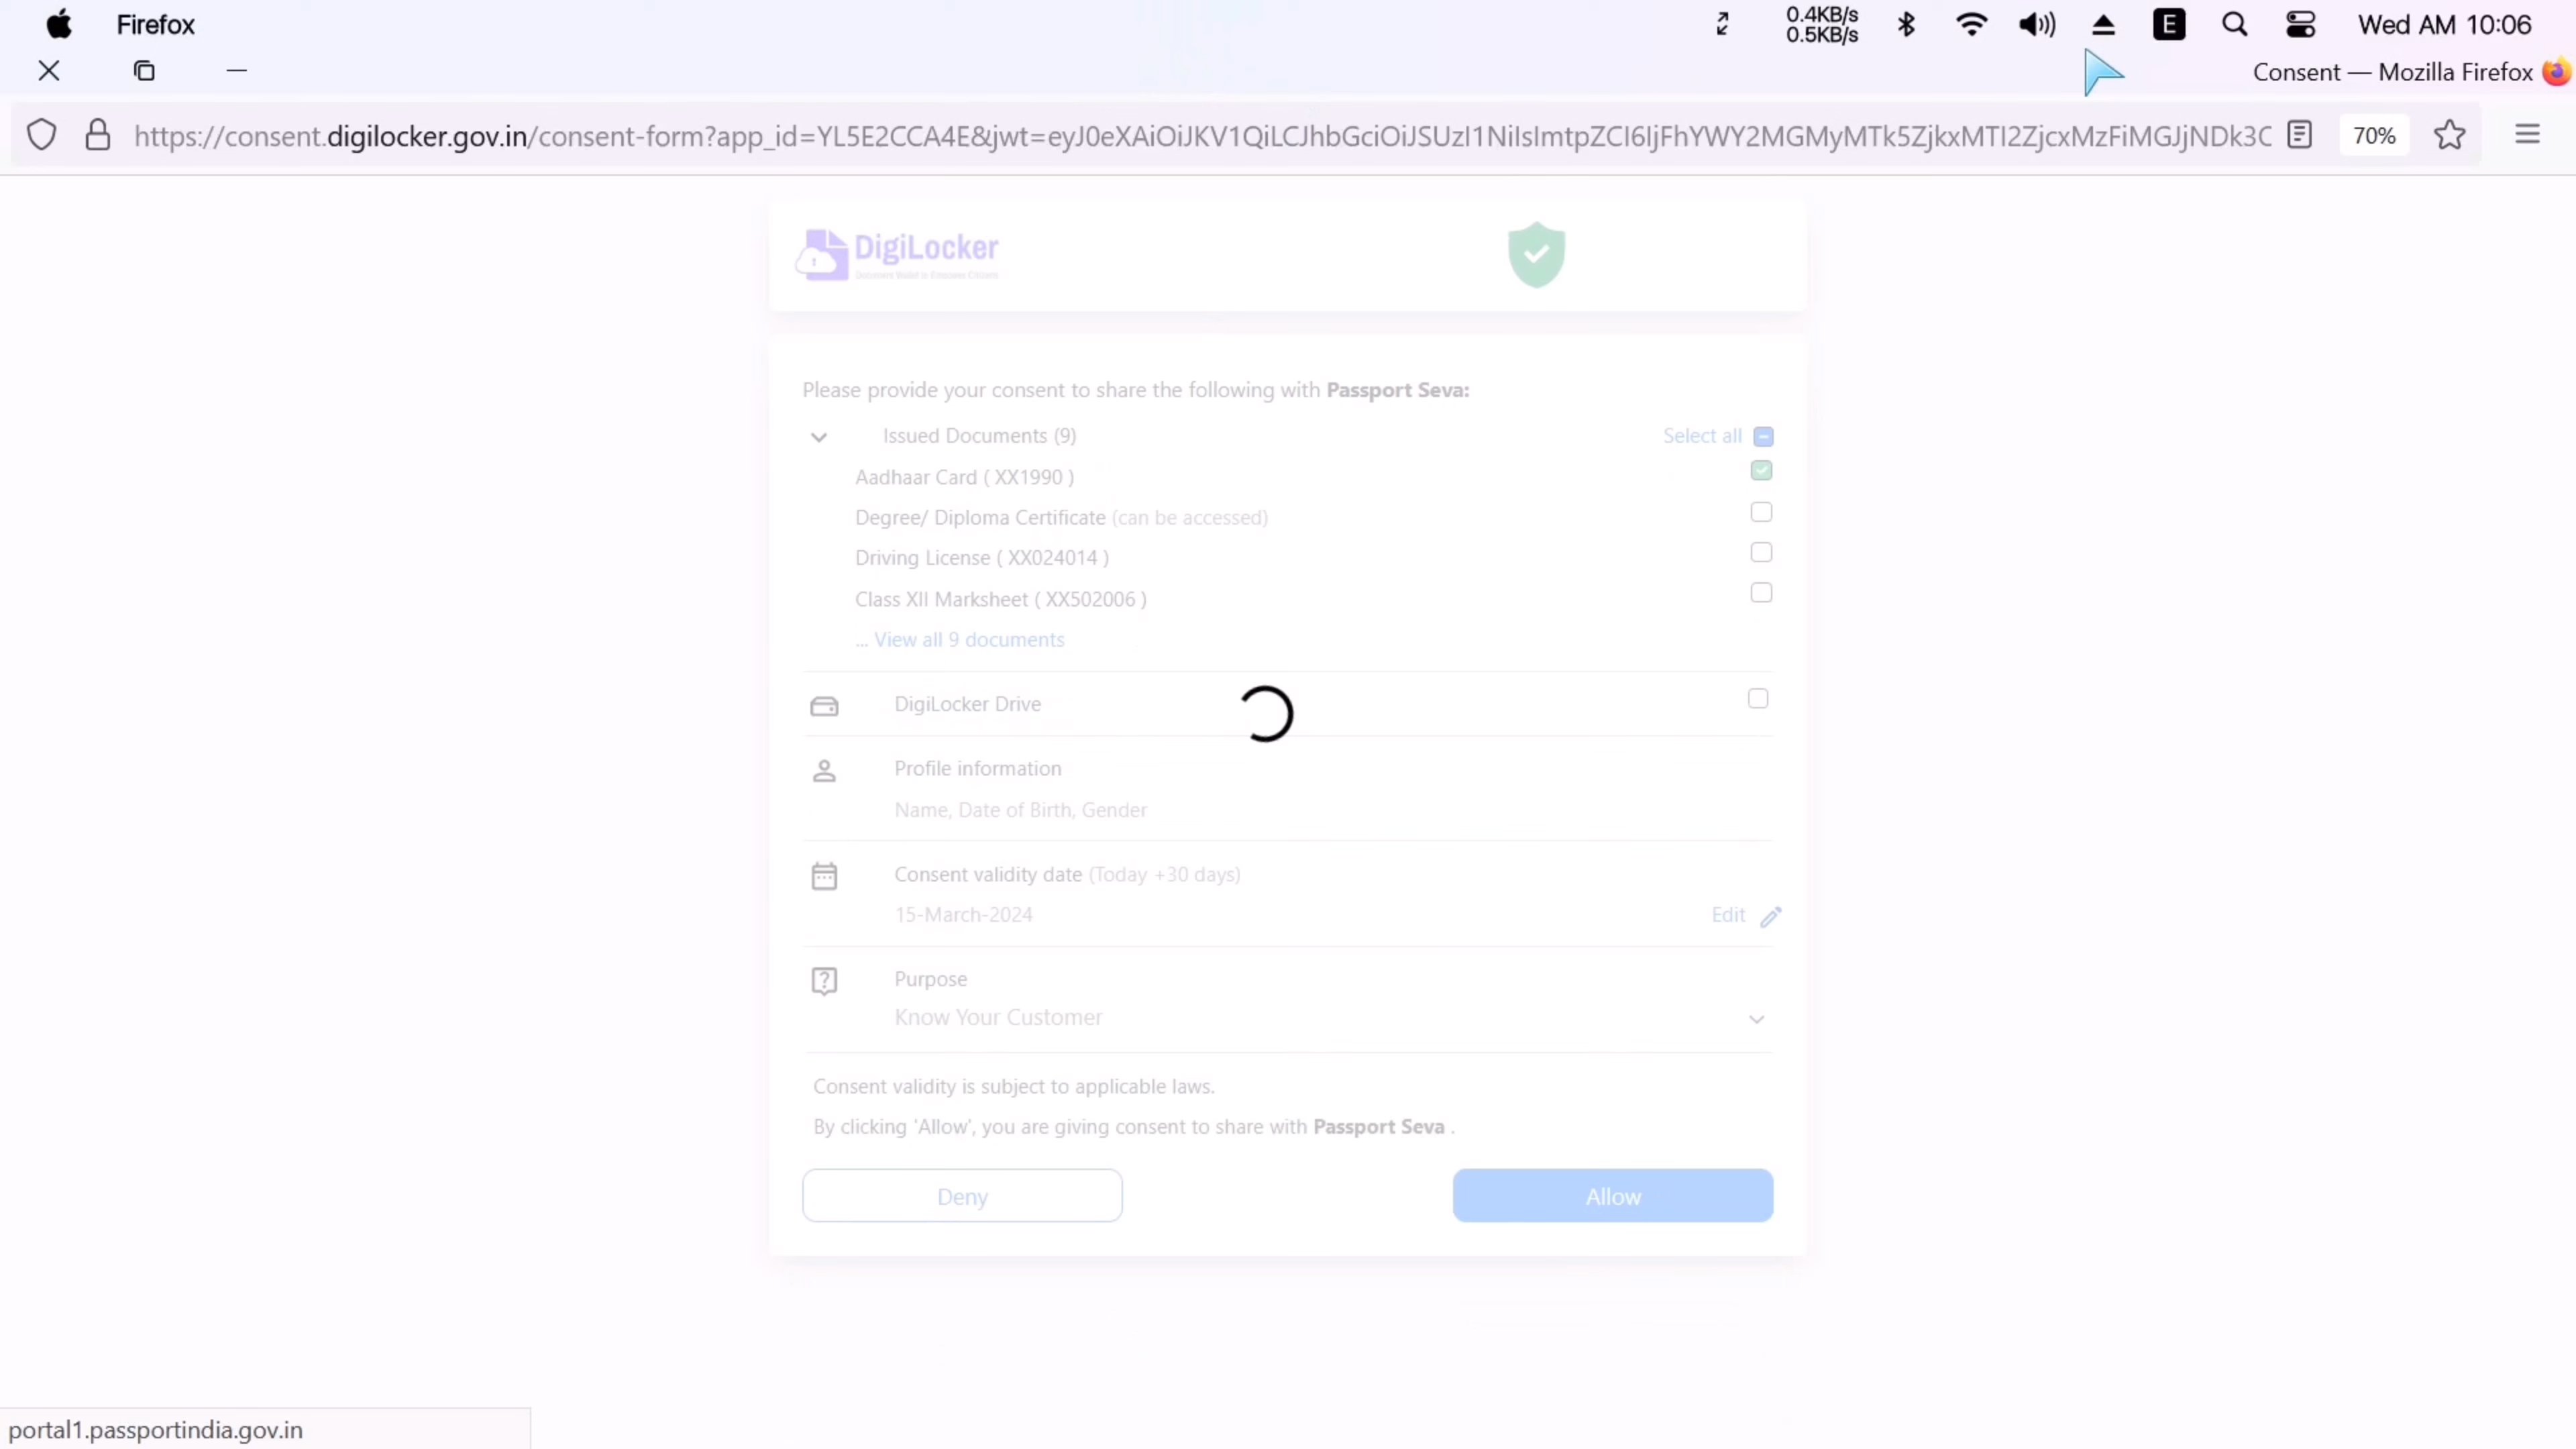 Firefox
0.4KB/s
0.5KB/s
E
Wed AM 10:06
Consent — Mozilla Firefox
https://consent.digilocker.gov.in/consent-form?app_id=YL5E2CCA4E&jwt=eyJ0eXAiOiJKV1QiLCJhbGciOiJSUzI1NiIsImtpZCI6IjFhYWY2MGMyMTk5ZjkxMTI2ZjcxMzFiMGJjNDk3C
70%
DigiLocker
Document Wallet to Empower Citizens
Please provide your consent to share the following with Passport Seva:
Issued Documents (9)
Select all
Aadhaar Card ( XX1990 )
Degree/ Diploma Certificate (can be accessed)
Driving License ( XX024014 )
Class XII Marksheet ( XX502006 )
... View all 9 documents
DigiLocker Drive
Profile information
Name, Date of Birth, Gender
Consent validity date (Today +30 days)
15-March-2024
Edit
Purpose
Know Your Customer
Consent validity is subject to applicable laws.
By clicking 'Allow', you are giving consent to share with Passport Seva .
Deny
Allow
portal1.passportindia.gov.in